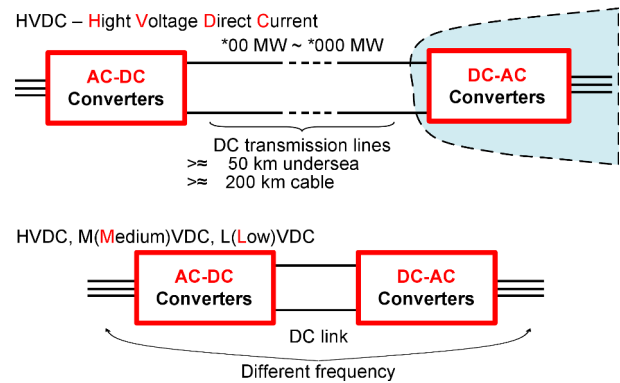 HVDC – Hight Voltage Direct Current
*00 MW ~ *000 MW
AC-DC
Converters
DC-AC
Converters
DC transmission lines
>≈ 50 km undersea
>≈ 200 km cable
HVDC, M(Medium)VDC, L(Low)VDC
AC-DC
Converters
DC-AC
Converters
DC link
Different frequency